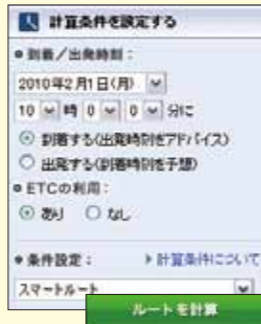 計算条件を設定する
到着／出発時刻：
2010年2月1日(月)
10 時 0 0 分に
到着する(出発時刻をアドバイス)
出発する(到着時刻を予想)
ETCの利用：
あり なし
条件設定： 計算条件について
スマートルート
ルートを計算